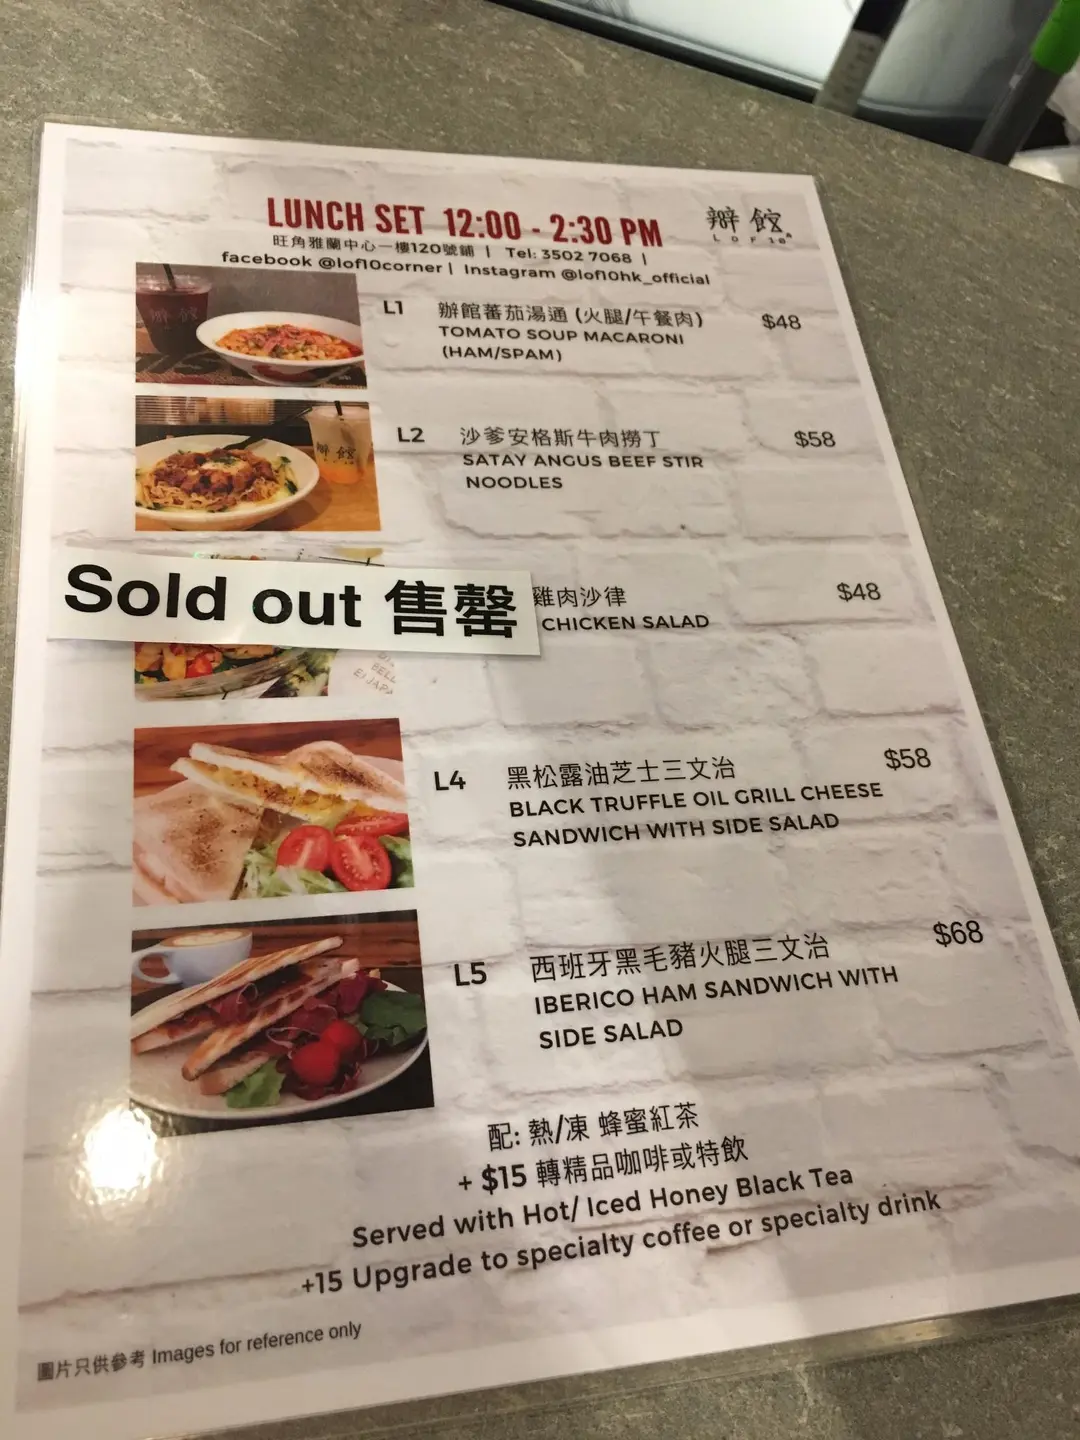 LUNCH SET 12:00 - 2:30 PM
辦館
LOF10
旺角雅蘭中心一樓120號鋪 | Tel: 3502 7068 |
facebook @lof10corner | Instagram @lof10hk_official
L1 辦館蕃茄湯通 (火腿/午餐肉) $48
TOMATO SOUP MACARONI
(HAM/SPAM)
L2 沙爹安格斯牛肉撈丁 $58
SATAY ANGUS BEEF STIR
NOODLES
Sold out 售罄
雞肉沙律 $48
CHICKEN SALAD
L4 黑松露油芝士三文治 $58
BLACK TRUFFLE OIL GRILL CHEESE
SANDWICH WITH SIDE SALAD
L5 西班牙黑毛豬火腿三文治 $68
IBERICO HAM SANDWICH WITH
SIDE SALAD
配: 熱/凍 蜂蜜紅茶
+ $15 轉精品咖啡或特飲
Served with Hot/ Iced Honey Black Tea
+15 Upgrade to specialty coffee or specialty drink
圖片只供參考 Images for reference only